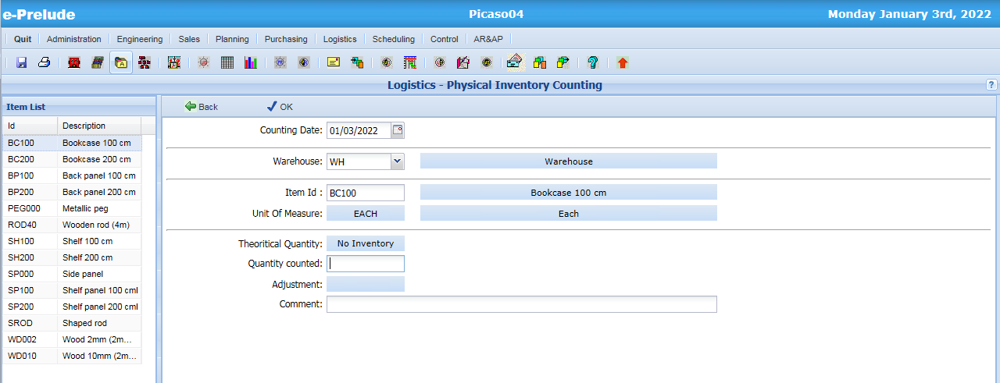 e-Prelude Picaso04 Monday January 3rd, 2022
Quit Administration Engineering Sales Planning Purchasing Logistics Scheduling Control AR&AP
Logistics - Physical Inventory Counting ?
Item List
Id Description
BC100 Bookcase 100 cm
BC200 Bookcase 200 cm
BP100 Back panel 100 cm
BP200 Back panel 200 cm
PEG000 Metallic peg
ROD40 Wooden rod (4m)
SH100 Shelf 100 cm
SH200 Shelf 200 cm
SP000 Side panel
SP100 Shelf panel 100 cml
SP200 Shelf panel 200 cml
SROD Shaped rod
WD002 Wood 2mm (2m...
WD010 Wood 10mm (2m...
Back OK
Counting Date: 01/03/2022
Warehouse: WH Warehouse
Item Id : BC100 Bookcase 100 cm
Unit Of Measure: EACH Each
Theoritical Quantity: No Inventory
Quantity counted:
Adjustment:
Comment: